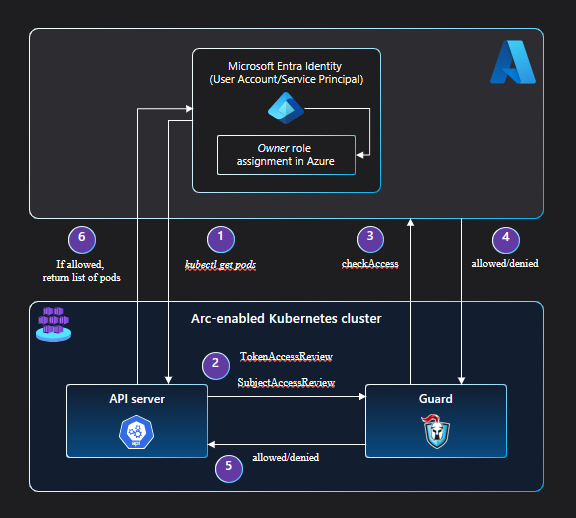 Microsoft Entra Identity
(User Account/Service Principal)
Owner role
assignment in Azure
6
If allowed,
return list of pods
1
kubectl get pods
3
checkAccess
4
allowed/denied
Arc-enabled Kubernetes cluster
2
TokenAccessReview
SubjectAccessReview
API server
api
Guard
5
allowed/denied